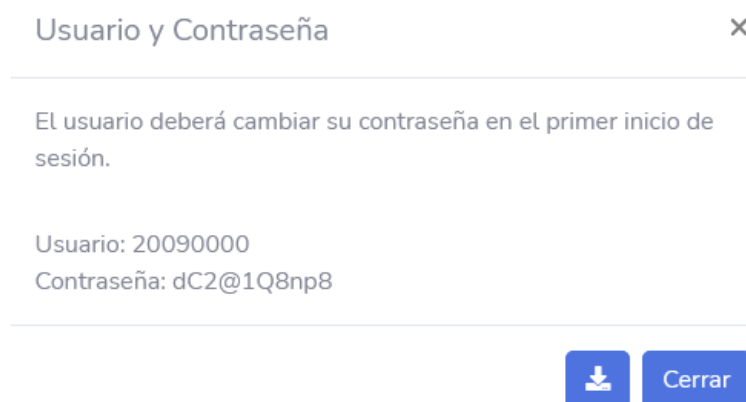 Usuario y Contraseña
El usuario deberá cambiar su contraseña en el primer inicio de
sesión.
Usuario: 20090000
Contraseña: dC2@1Q8np8
Cerrar